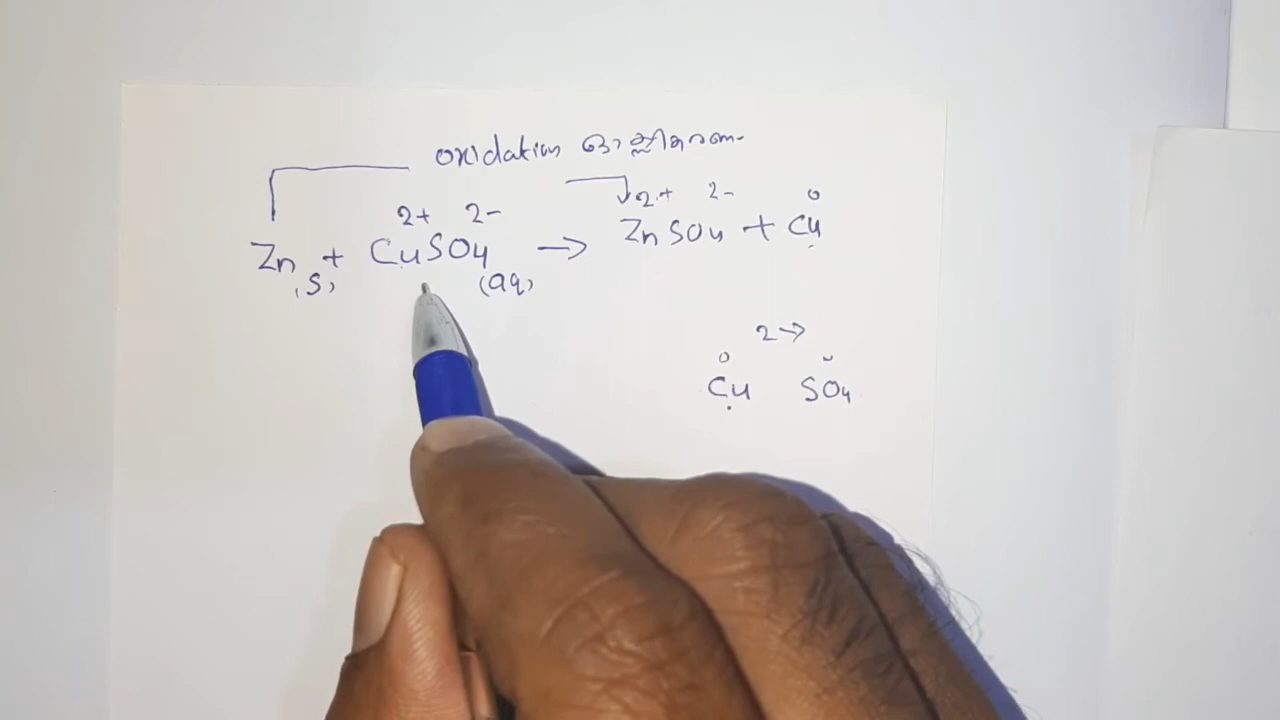 oxidation ഓക്സീകരണം
2+ 2- 2+ 2- 0
Zn(s) + CuSO4(aq) → ZnSO4 + Cu
2→
0
Cu SO4